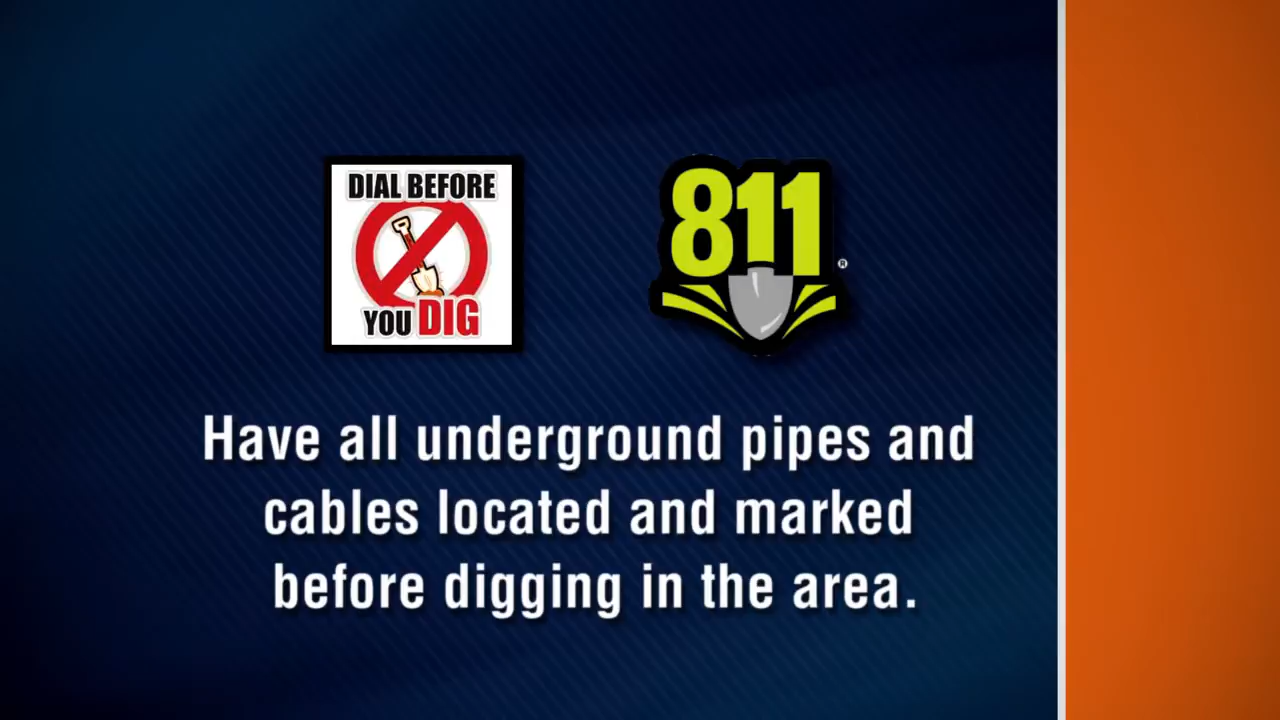 DIAL BEFORE
YOU DIG
811
®
Have all underground pipes and
cables located and marked
before digging in the area.